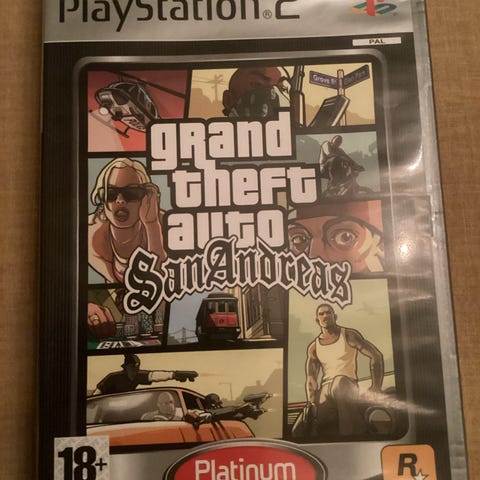 PlayStation®2
PAL
Grove St
grand
theft
auto
San Andreas
18+
Platinum
R